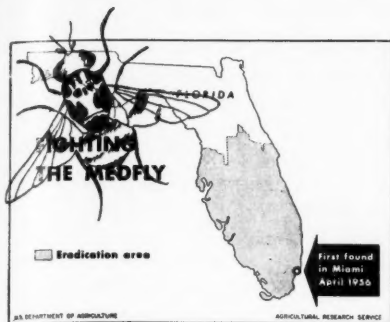 FLORIDA
FIGHTING
THE MEDFLY
Eradication area
First found
in Miami
April 1956
U.S. DEPARTMENT OF AGRICULTURE
AGRICULTURAL RESEARCH SERVICE